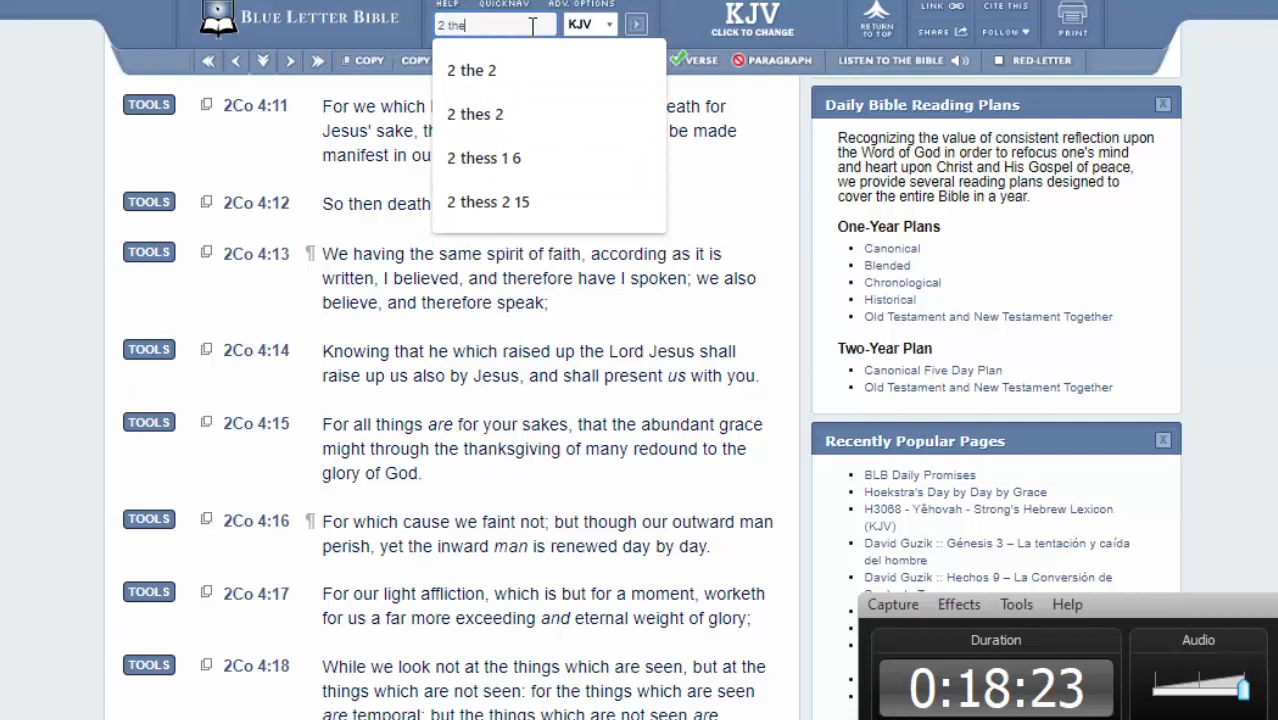 HELP QUICKNAV ADV. OPTIONS
BLUE LETTER BIBLE
2 the
KJV
KJV
CLICK TO CHANGE
RETURN
TO TOP
LINK
CITE THIS
SHARE
FOLLOW
PRINT
COPY
COPY
VERSE
PARAGRAPH
LISTEN TO THE BIBLE
RED-LETTER
2 the 2
2 thes 2
2 thess 1 6
2 thess 2 15
TOOLS 2Co 4:11 For we which eath for
Jesus' sake, th be made
manifest in ou
TOOLS 2Co 4:12 So then death
TOOLS 2Co 4:13 ¶ We having the same spirit of faith, according as it is
written, I believed, and therefore have I spoken; we also
believe, and therefore speak;
TOOLS 2Co 4:14 Knowing that he which raised up the Lord Jesus shall
raise up us also by Jesus, and shall present us with you.
TOOLS 2Co 4:15 For all things are for your sakes, that the abundant grace
might through the thanksgiving of many redound to the
glory of God.
TOOLS 2Co 4:16 ¶ For which cause we faint not; but though our outward man
perish, yet the inward man is renewed day by day.
TOOLS 2Co 4:17 For our light affliction, which is but for a moment, worketh
for us a far more exceeding and eternal weight of glory;
TOOLS 2Co 4:18 While we look not at the things which are seen, but at the
things which are not seen: for the things which are seen
are temporal; but the things which are not seen are
Daily Bible Reading Plans
Recognizing the value of consistent reflection upon
the Word of God in order to refocus one's mind
and heart upon Christ and His Gospel of peace,
we provide several reading plans designed to
cover the entire Bible in a year.
One-Year Plans
Canonical
Blended
Chronological
Historical
Old Testament and New Testament Together
Two-Year Plan
Canonical Five Day Plan
Old Testament and New Testament Together
Recently Popular Pages
BLB Daily Promises
Hoekstra's Day by Day by Grace
H3068 - Yĕhovah - Strong's Hebrew Lexicon
(KJV)
David Guzik :: Génesis 3 – La tentación y caída
del hombre
David Guzik :: Hechos 9 – La Conversión de
Capture Effects Tools Help
Duration
Audio
0:18:23